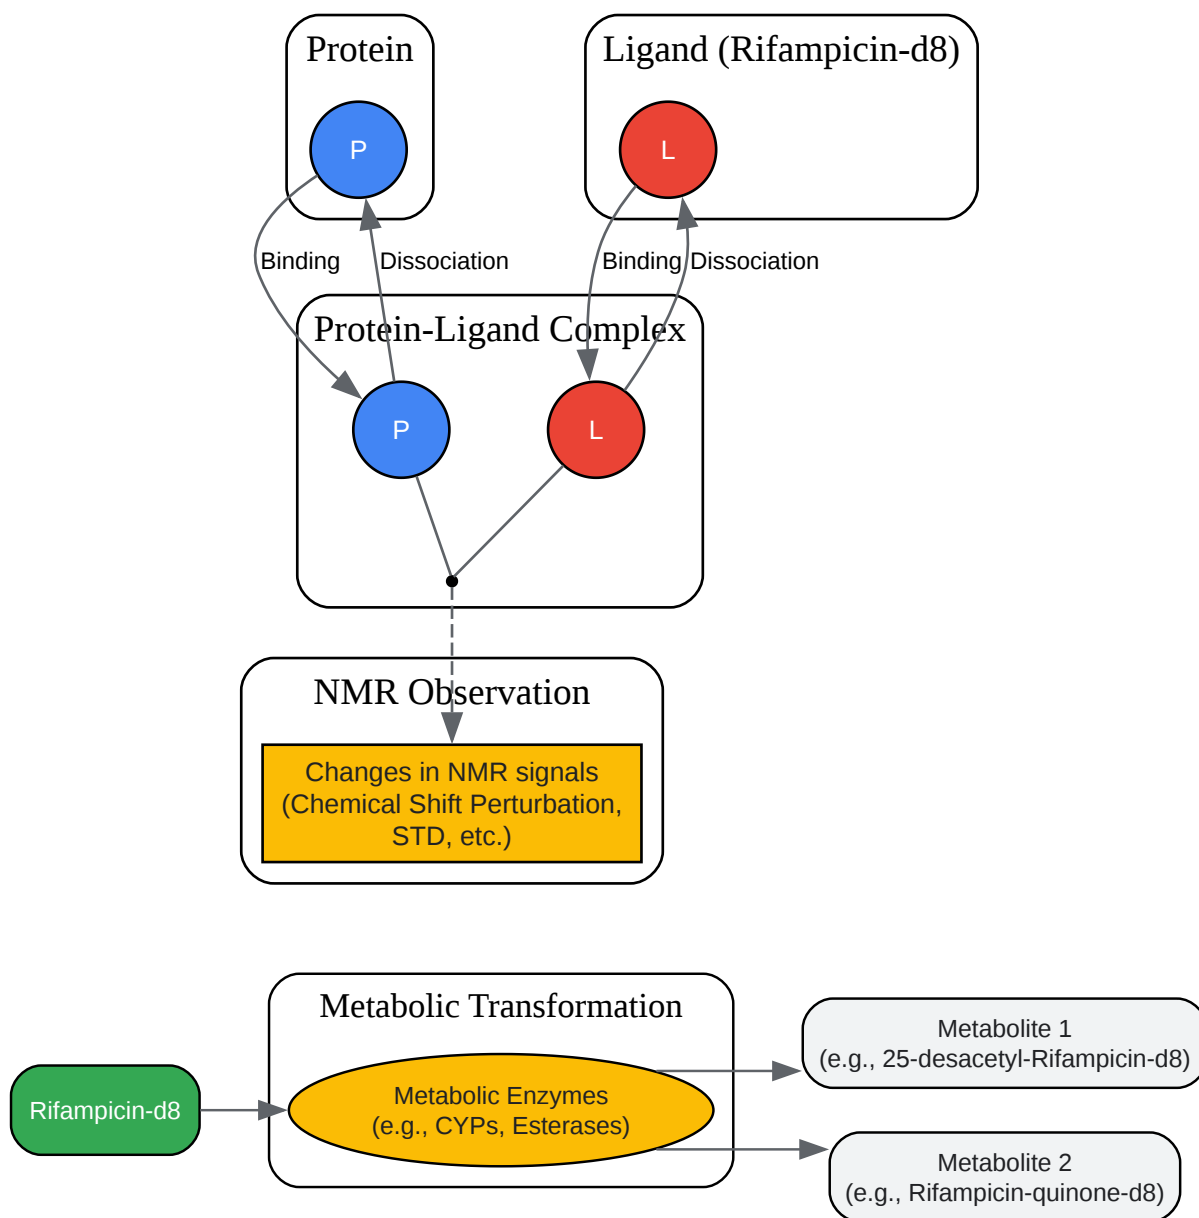 Protein
Ligand (Rifampicin-d8)
P
L
Binding
Dissociation
Binding
Dissociation
Protein-Ligand Complex
P
L
NMR Observation
Changes in NMR signals
(Chemical Shift Perturbation,
STD, etc.)
Metabolic Transformation
Rifampicin-d8
Metabolic Enzymes
(e.g., CYPs, Esterases)
Metabolite 1
(e.g., 25-desacetyl-Rifampicin-d8)
Metabolite 2
(e.g., Rifampicin-quinone-d8)